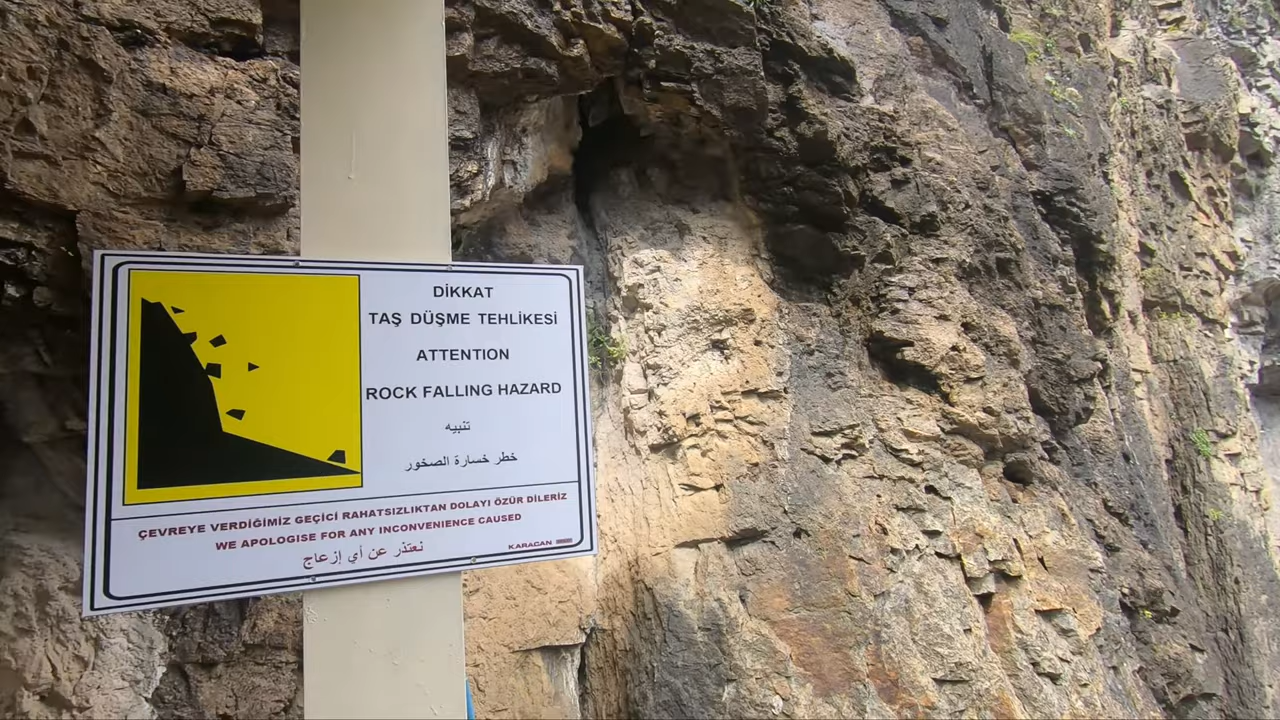 DİKKAT
TAŞ DÜŞME TEHLİKESİ
ATTENTION
ROCK FALLING HAZARD
تنبيه
خطر خسارة الصخور
ÇEVREYE VERDİĞİMİZ GEÇİCİ RAHATSIZLIKTAN DOLAYI ÖZÜR DİLERİZ
WE APOLOGISE FOR ANY INCONVENIENCE CAUSED
نعتذر عن أي إزعاج
KARACAN